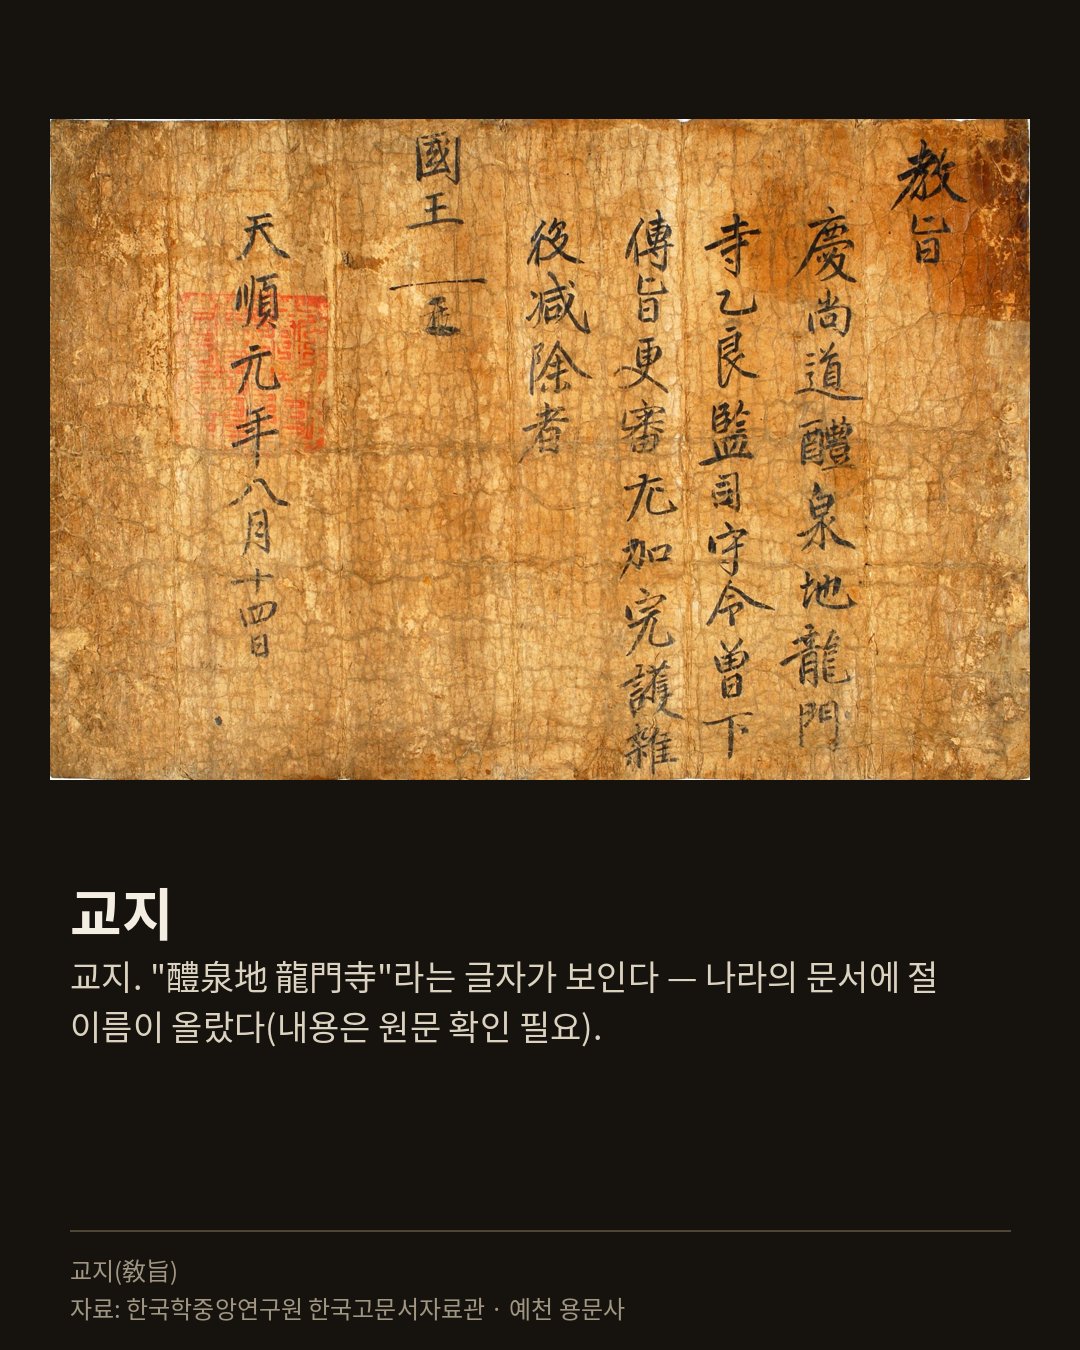 教旨
慶尚道醴泉地龍門
寺乙良監司守令曽下
傳旨更審尤加完護雜
役减除者
國王
天順元年八月十四日
교지
교지. "醴泉地 龍門寺"라는 글자가 보인다 — 나라의 문서에 절
이름이 올랐다(내용은 원문 확인 필요).
교지(敎旨)
자료: 한국학중앙연구원 한국고문서자료관 · 예천 용문사